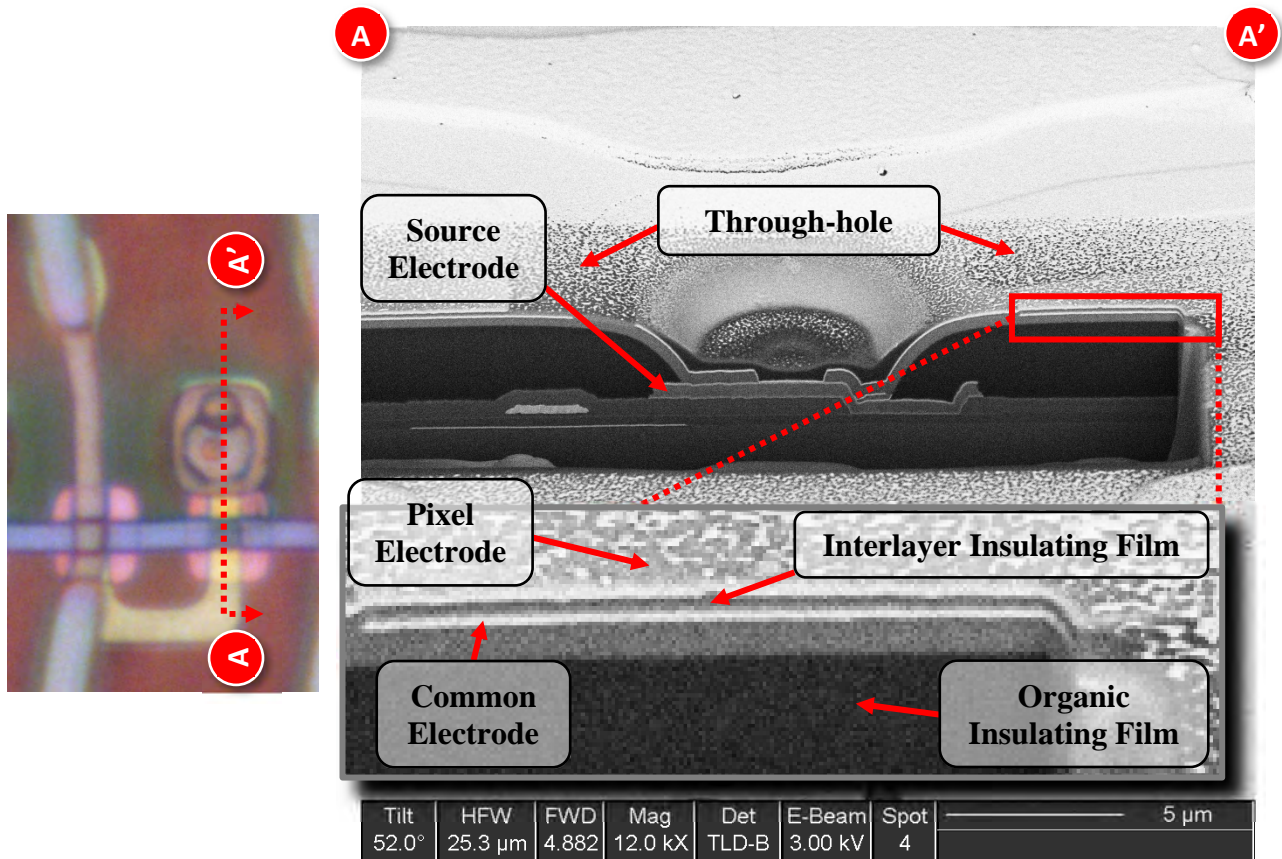 A
A'
Source
Electrode
Through-hole
A'
A
Pixel
Electrode
Interlayer Insulating Film
Common
Electrode
Organic
Insulating Film
Tilt HFW FWD Mag Det E-Beam Spot
52.0° 25.3 µm 4.882 12.0 kX TLD-B 3.00 kV 4
5 µm